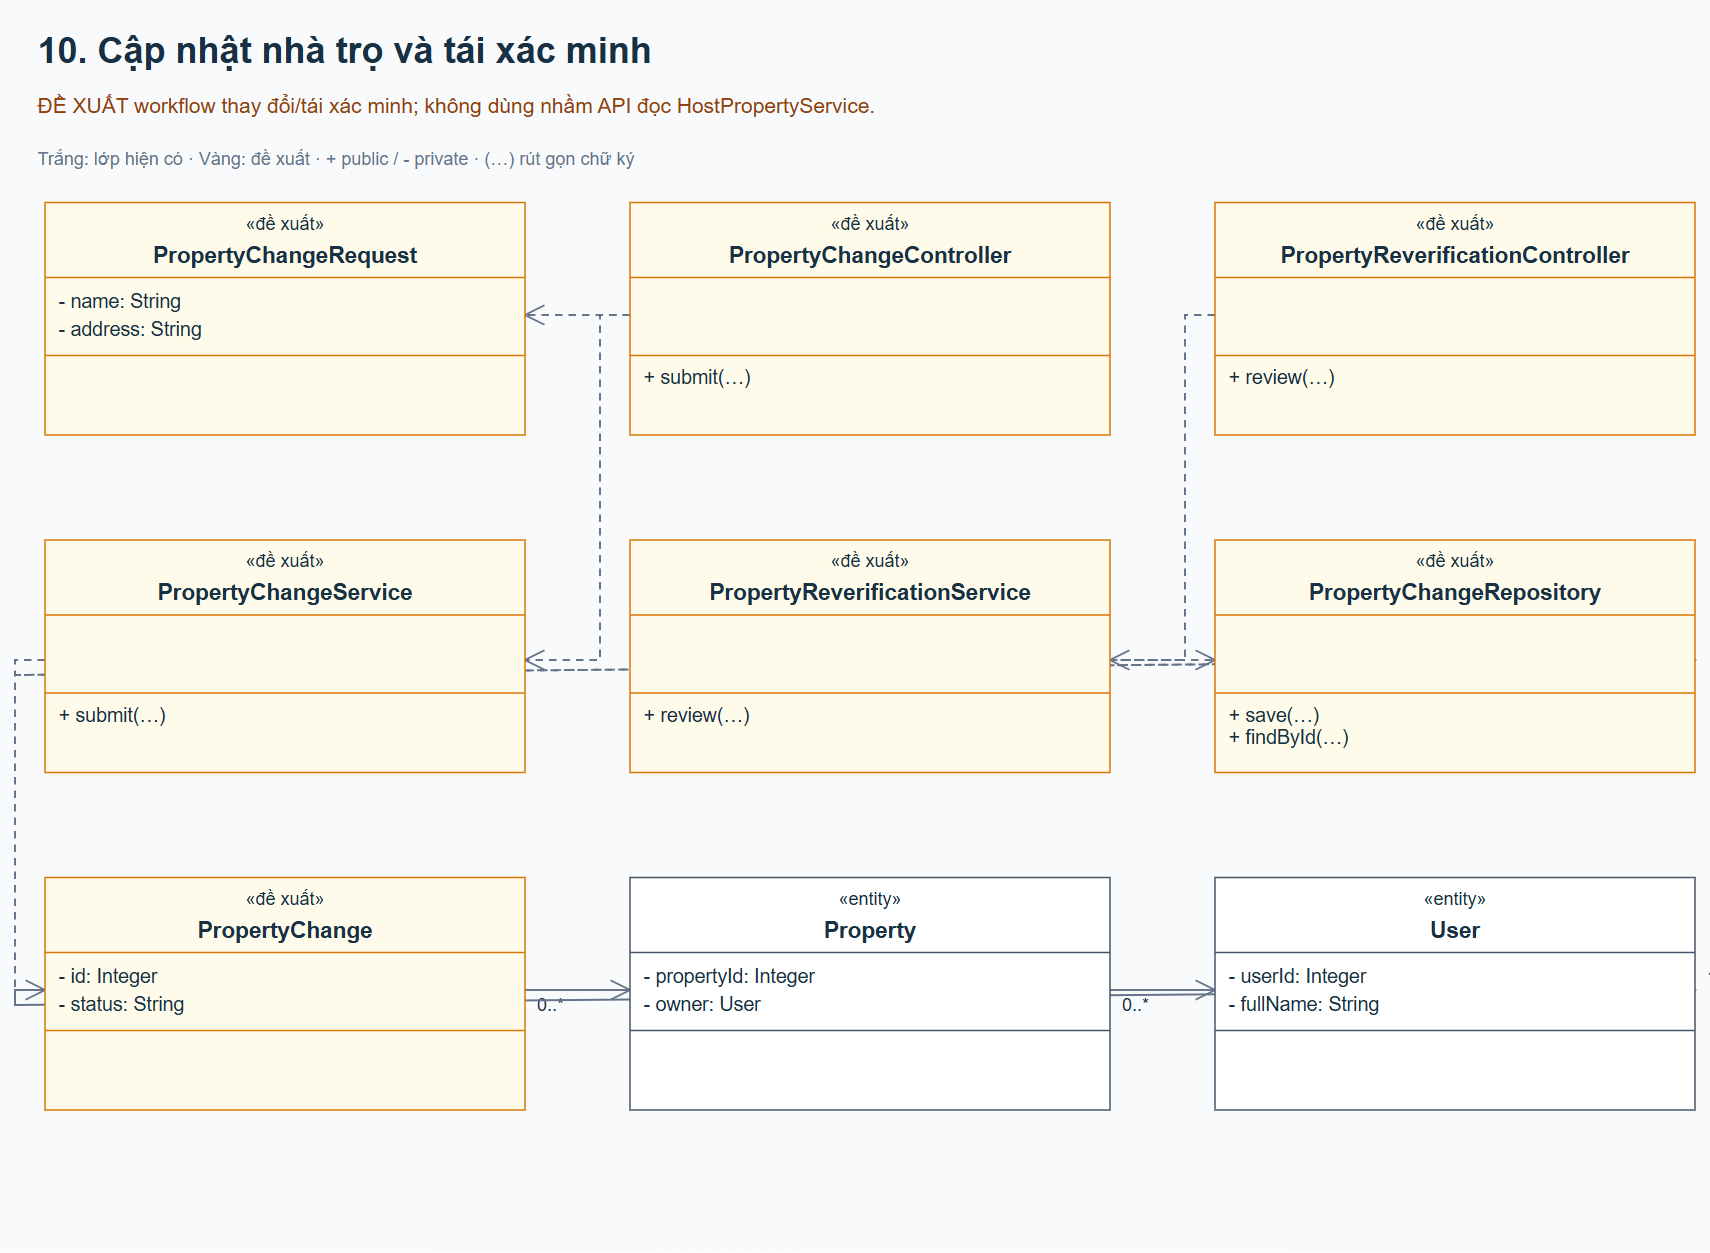 10. Cập nhật nhà trọ và tái xác minh
ĐỀ XUẤT workflow thay đổi/tái xác minh; không dùng nhầm API đọc HostPropertyService.
Trắng: lớp hiện có · Vàng: đề xuất · + public / - private · (…) rút gọn chữ ký
«đề xuất»
PropertyChangeRequest
- name: String
- address: String
«đề xuất»
PropertyChangeController
+ submit(…)
«đề xuất»
PropertyReverificationController
+ review(…)
«đề xuất»
PropertyChangeService
+ submit(…)
«đề xuất»
PropertyReverificationService
+ review(…)
«đề xuất»
PropertyChangeRepository
+ save(…)
+ findById(…)
«đề xuất»
PropertyChange
- id: Integer
- status: String
0..*
«entity»
Property
- propertyId: Integer
- owner: User
0..*
«entity»
User
- userId: Integer
- fullName: String